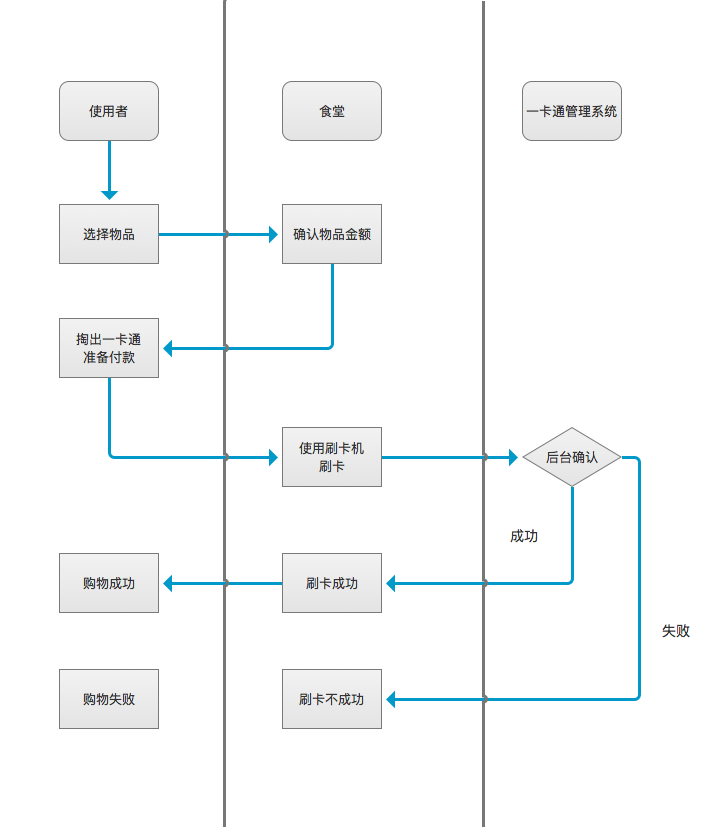 使用者
食堂
一卡通管理系统
选择物品
确认物品金额
掏出一卡通
准备付款
使用刷卡机
刷卡
后台确认
成功
购物成功
刷卡成功
失败
购物失败
刷卡不成功